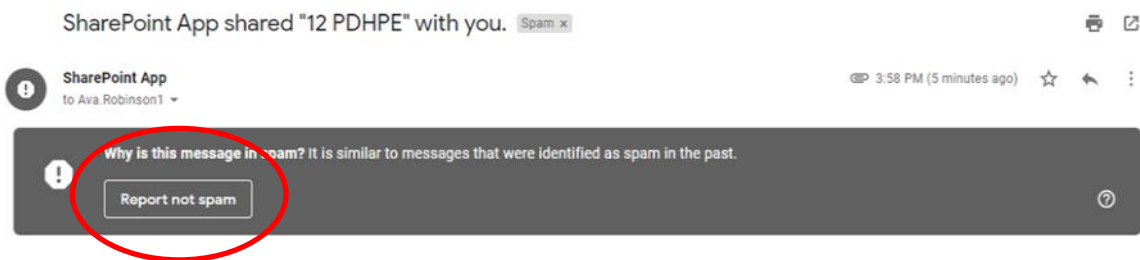 SharePoint App shared "12 PDHPE" with you. Spam x
SharePoint App 3:58 PM (5 minutes ago)
to Ava.Robinson1
Why is this message in spam? It is similar to messages that were identified as spam in the past.
Report not spam